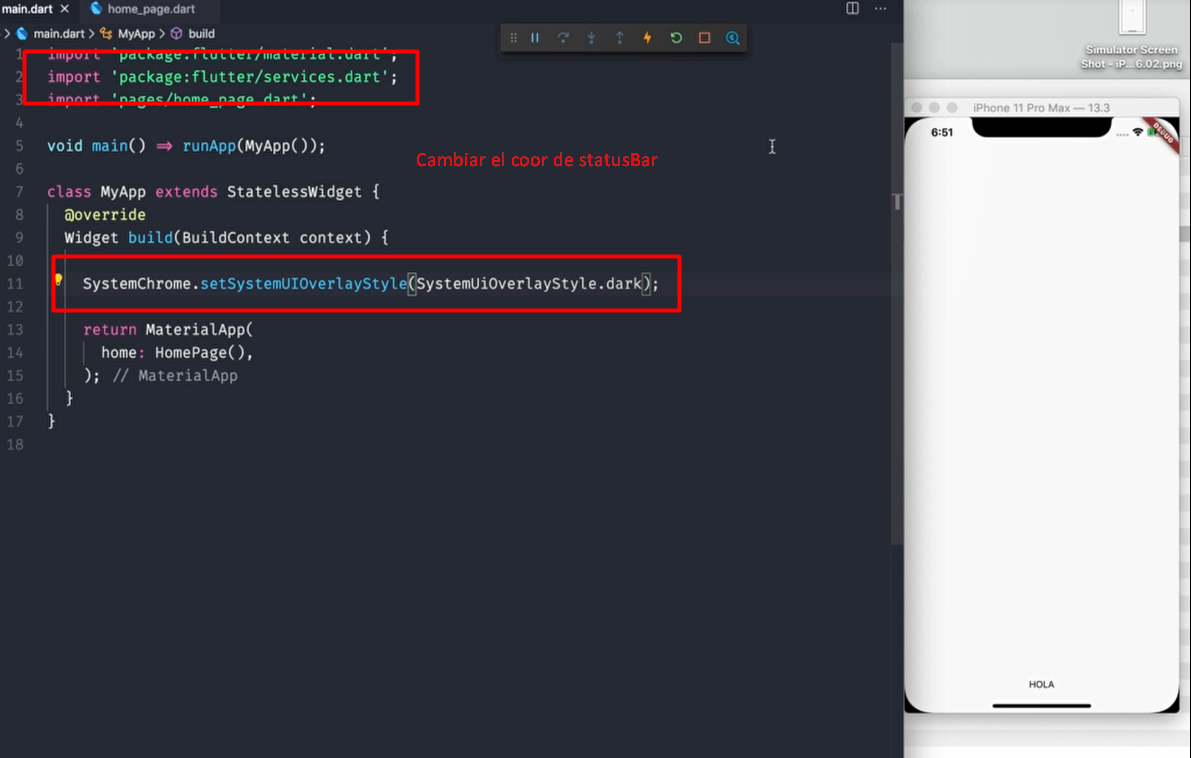 main.dart × home_page.dart
main.dart > MyApp > build
1 import 'package:flutter/material.dart';
2 import 'package:flutter/services.dart';
3 import 'pages/home_page.dart';
4
5 void main() => runApp(MyApp());
Cambiar el coor de statusBar
6
7 class MyApp extends StatelessWidget {
8 @override
9 Widget build(BuildContext context) {
10
11 SystemChrome.setSystemUIOverlayStyle(SystemUiOverlayStyle.dark);
12
13 return MaterialApp(
14 home: HomePage(),
15 ); // MaterialApp
16 }
17 }
18
Simulator Screen
Shot - iP...6.02.png
iPhone 11 Pro Max — 13.3
6:51
DEBUG
T
HOLA